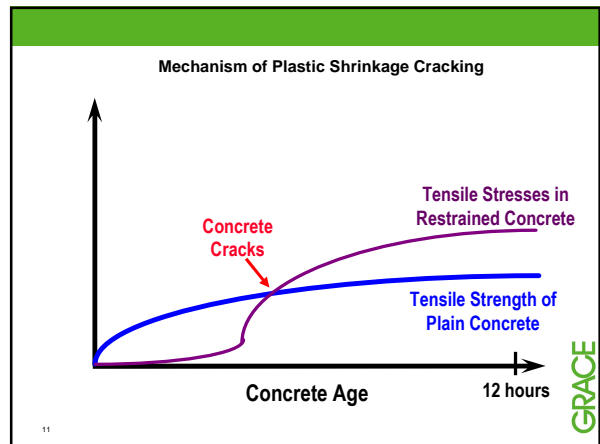 Mechanism of Plastic Shrinkage Cracking
Tensile Stresses in
Restrained Concrete
Concrete
Cracks
Tensile Strength of
Plain Concrete
Concrete Age
12 hours
GRACE
11